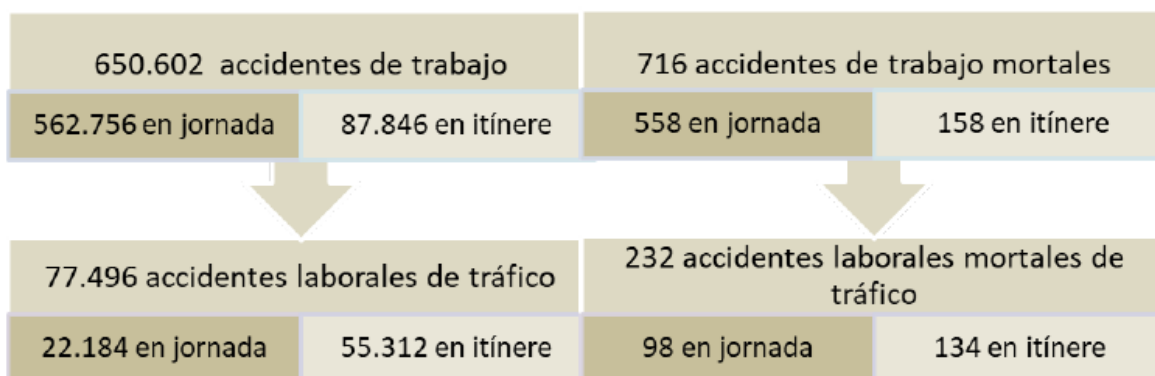 650.602 accidentes de trabajo
562.756 en jornada
87.846 en itínere
716 accidentes de trabajo mortales
558 en jornada
158 en itínere
77.496 accidentes laborales de tráfico
22.184 en jornada
55.312 en itínere
232 accidentes laborales mortales de
tráfico
98 en jornada
134 en itínere